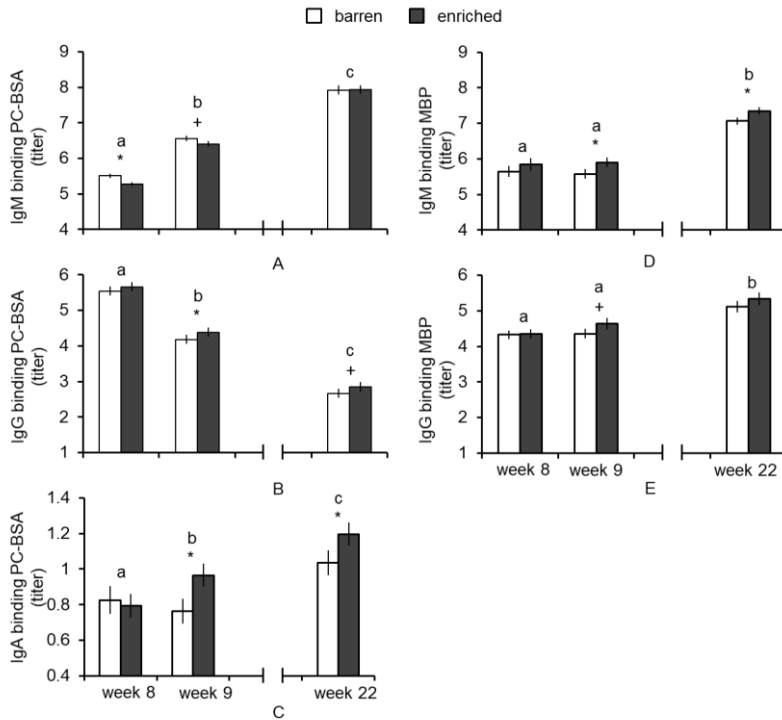 barren enriched
IgM binding PC-BSA
(titer)
9
8
7
6
5
4
a
*
b
+
c
A
IgM binding MBP
(titer)
9
8
7
6
5
4
a
a
*
b
*
D
IgG binding PC-BSA
(titer)
6
5
4
3
2
1
a
b
*
c
+
B
IgG binding MBP
(titer)
6
5
4
3
2
1
a
a
+
b
week 8 week 9 week 22
E
IgA binding PC-BSA
(titer)
1.4
1.2
1
0.8
0.6
0.4
a
b
*
c
*
week 8 week 9 week 22
C